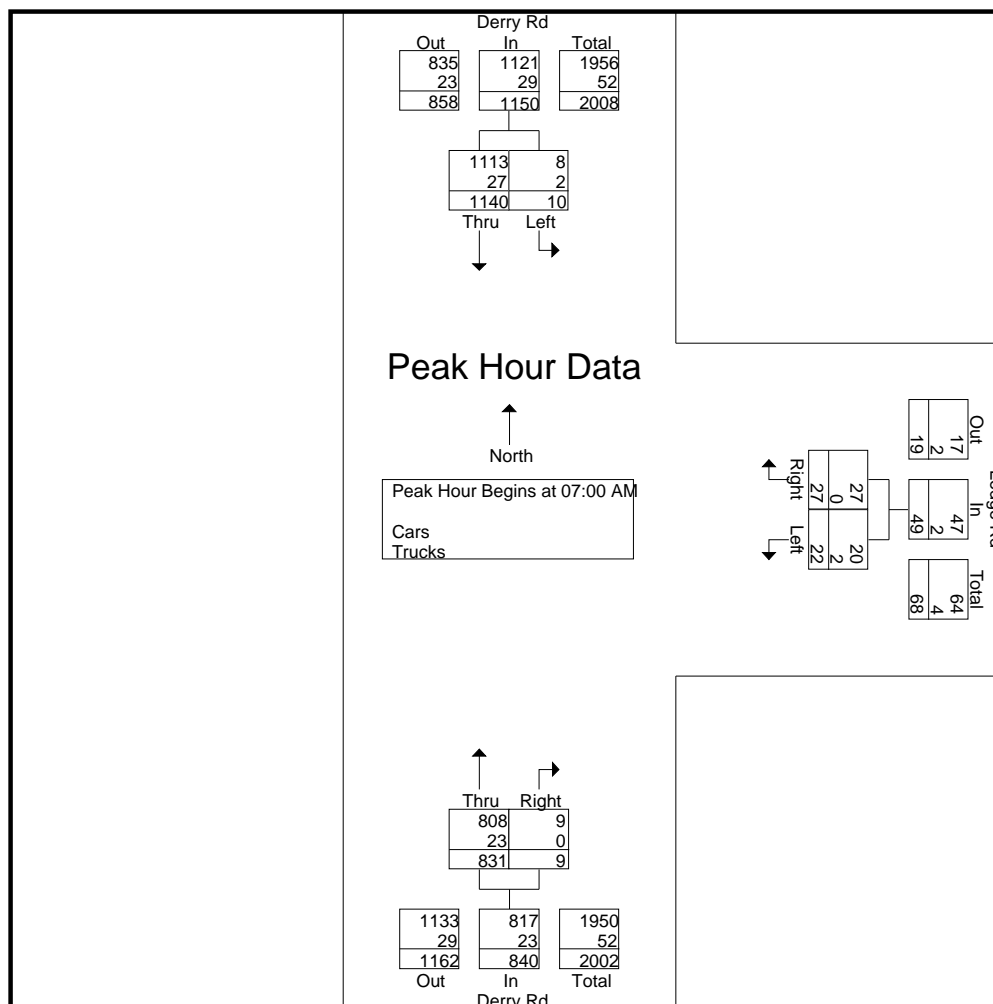 Derry Rd
Out In Total
835 1121 1956
23 29 52
858 1150 2008
1113 8
27 2
1140 10
Thru Left
Peak Hour Data
North
Peak Hour Begins at 07:00 AM
Cars
Trucks
Out
17
2
19
In
47
2
49
Total
64
4
68
Rd
Right
27
0
27
Left
20
2
22
Thru Right
808 9
23 0
831 9
1133 817 1950
29 23 52
1162 840 2002
Out In Total
Derry Rd